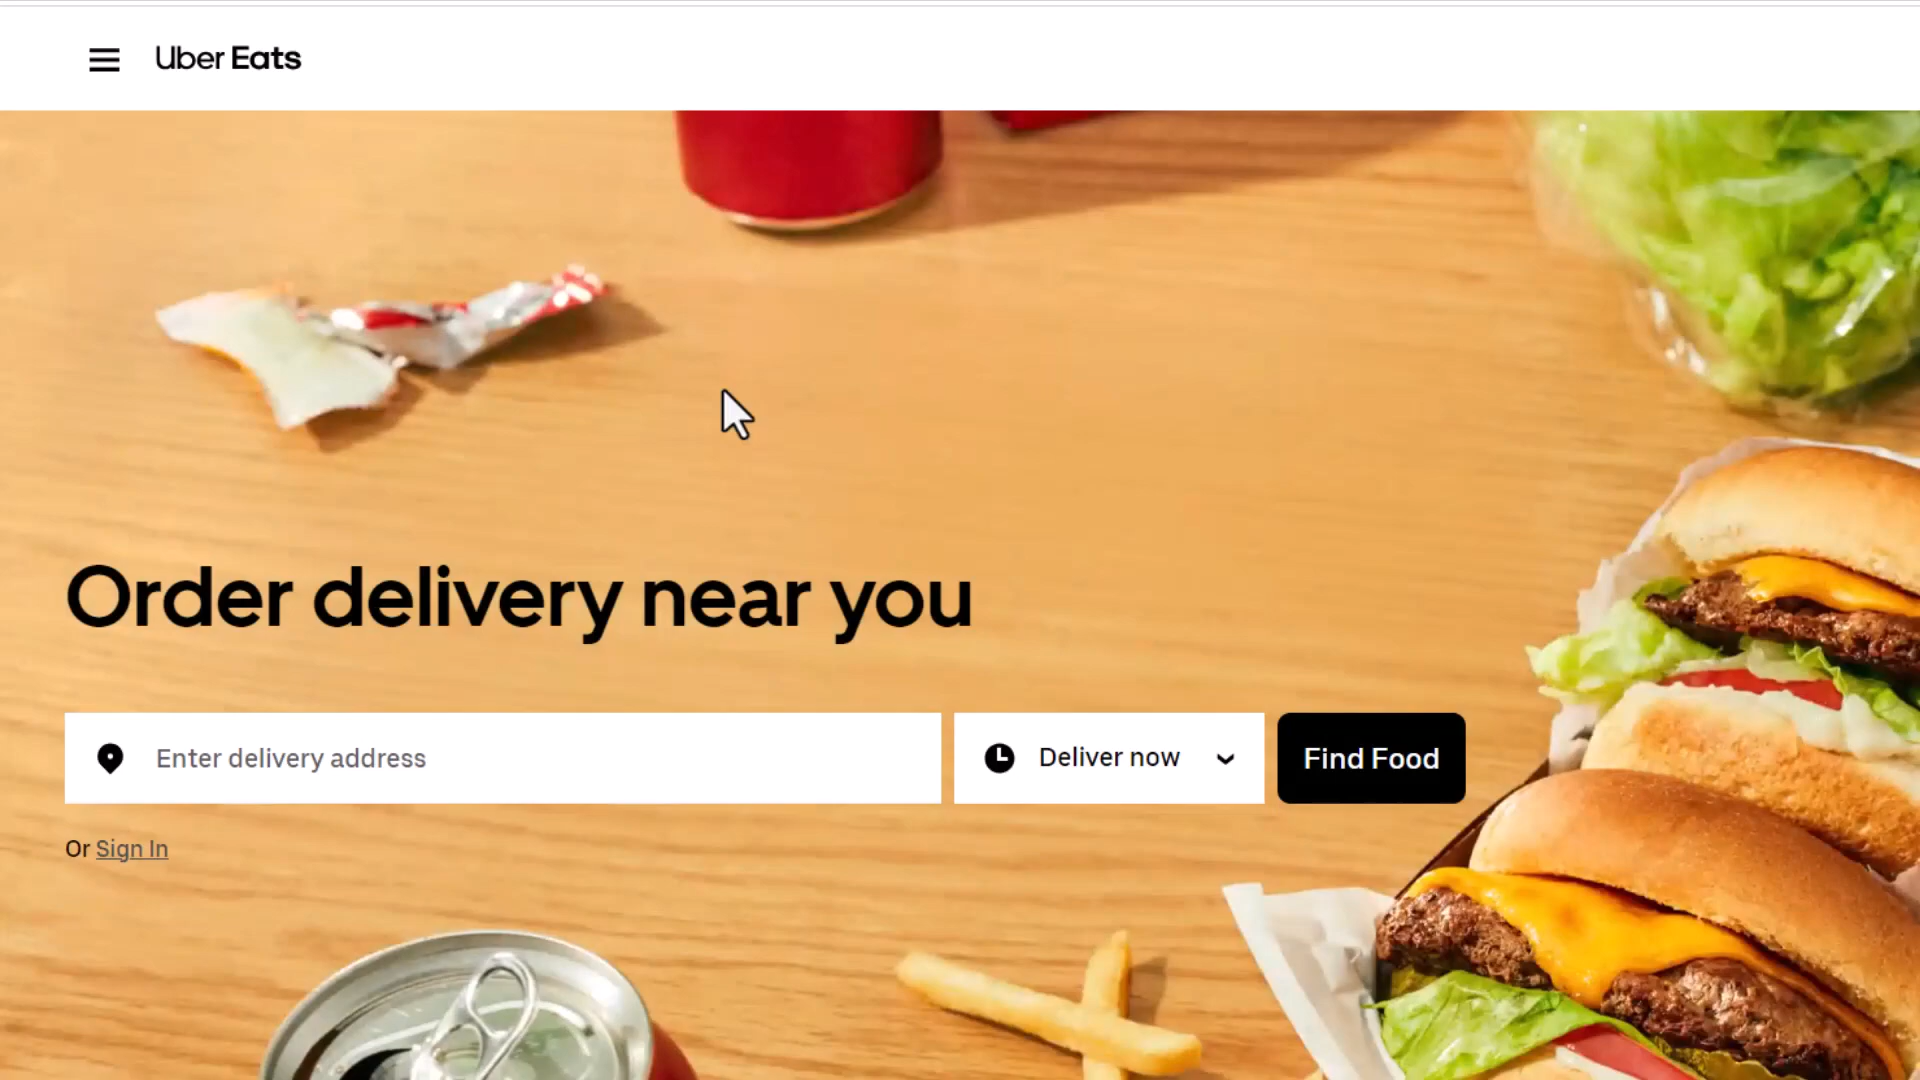 Uber Eats
Order delivery near you
Enter delivery address
Deliver now
Find Food
Or Sign In